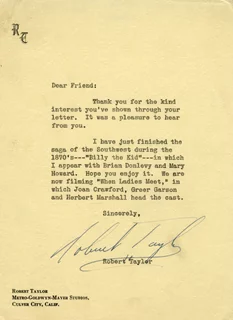 R T
Dear Friend:
Thank you for the kind
interest you've shown through your
letter. It was a pleasure to hear
from you.
I have just finished the
saga of the Southwest during the
1870's---"Billy the Kid"---in which
I appear with Brian Donlevy and Mary
Howard. Hope you enjoy it. We are
now filming "When Ladies Meet," in
which Joan Crawford, Greer Garson
and Herbert Marshall head the cast.
Sincerely,
Robert Taylor
Robert Taylor
ROBERT TAYLOR
METRO-GOLDWYN-MAYER STUDIOS,
CULVER CITY, CALIF.